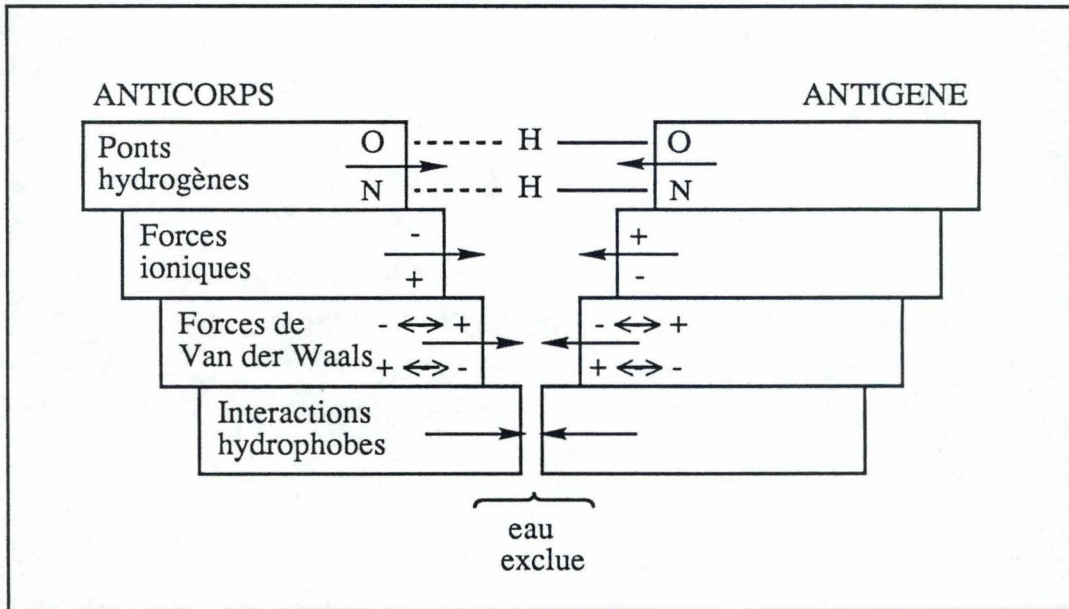 ANTICORPS
ANTIGENE
Ponts
hydrogènes
O H O
N H N
Forces
ioniques
- +
+ -
Forces de
Van der Waals
- + - +
+ - + -
Interactions
hydrophobes
eau
exclue